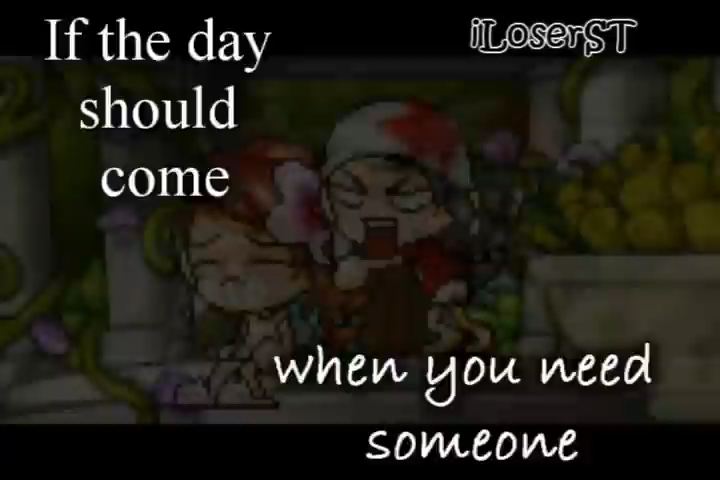 If the day
should
come
iLoserST
when you need
someone